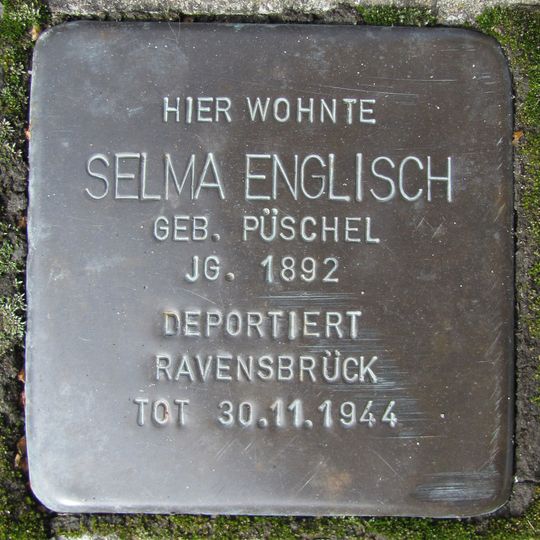 HIER WOHNTE
SELMA ENGLISCH
GEB. PÜSCHEL
JG. 1892
DEPORTIERT
RAVENSBRÜCK
TOT 30.11.1944